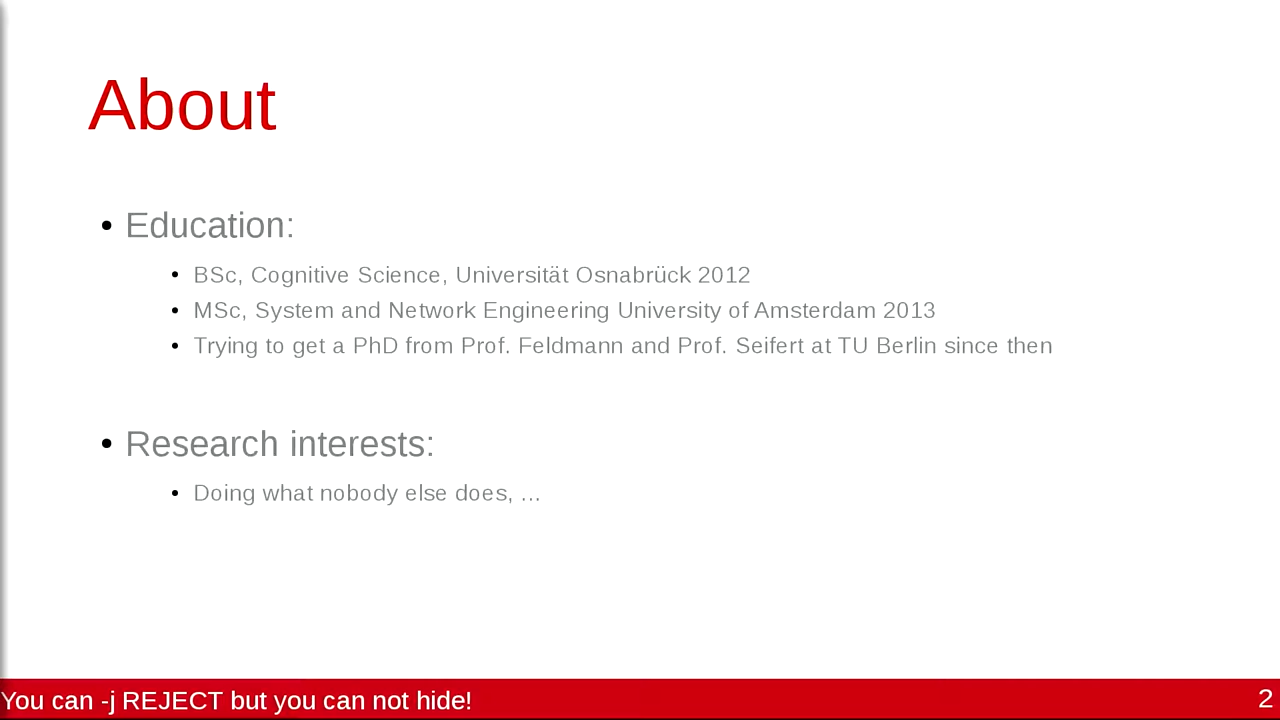 About
• Education:
• BSc, Cognitive Science, Universität Osnabrück 2012
• MSc, System and Network Engineering University of Amsterdam 2013
• Trying to get a PhD from Prof. Feldmann and Prof. Seifert at TU Berlin since then
• Research interests:
• Doing what nobody else does, ...
You can -j REJECT but you can not hide!
2